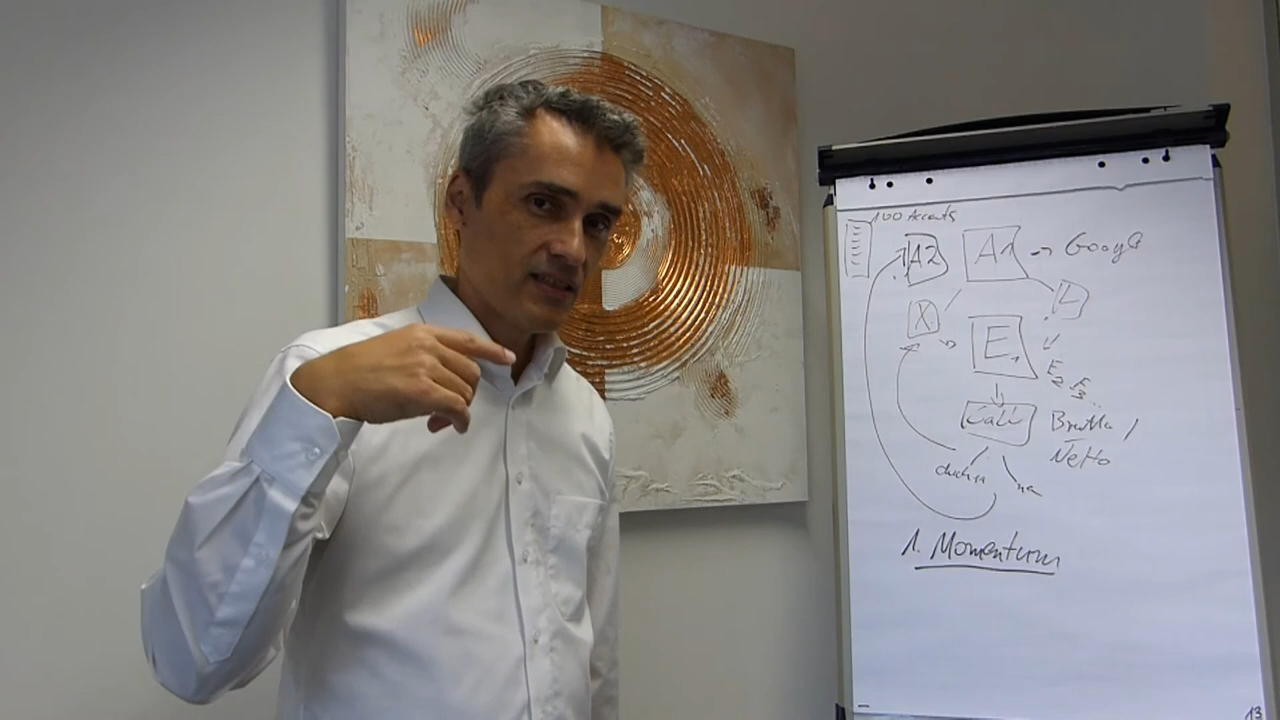 100 Accounts
A2 A1 → Google
X L
E1
E2 E3 ..
Call Brutto /
Netto
1. Momentum
13